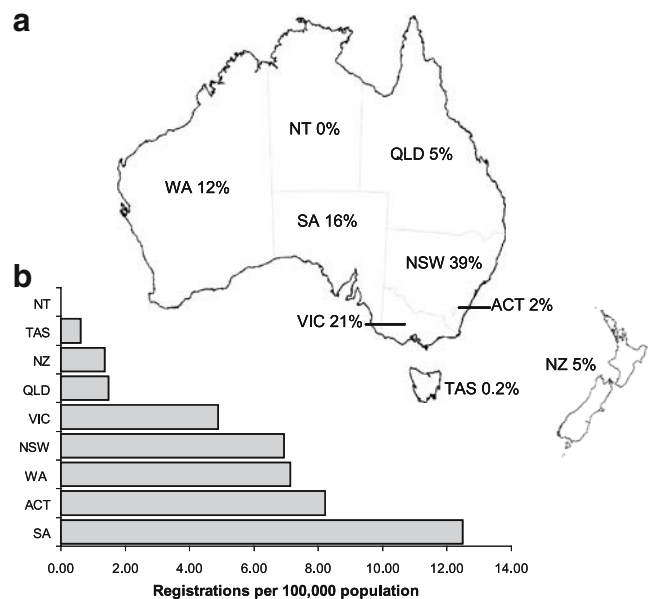 a
NT 0%
QLD 5%
WA 12%
SA 16%
NSW 39%
ACT 2%
VIC 21%
NZ 5%
TAS 0.2%
b
NT
TAS
NZ
QLD
VIC
NSW
WA
ACT
SA
0.00 2.00 4.00 6.00 8.00 10.00 12.00 14.00
Registrations per 100,000 population